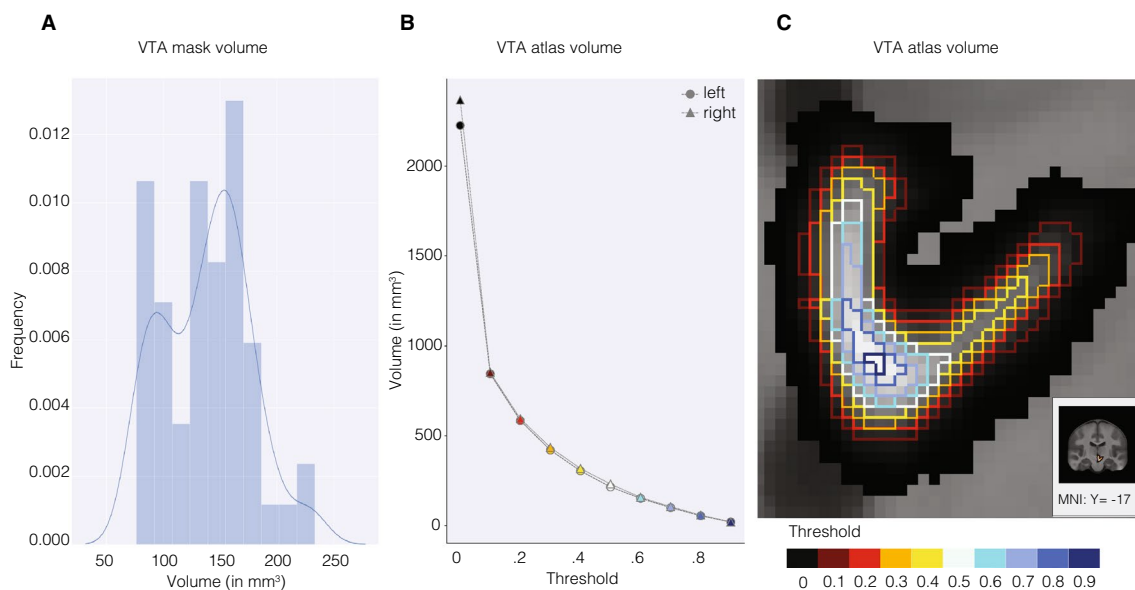 A
VTA mask volume
Frequency
0.012
0.010
0.008
0.006
0.004
0.002
0.000
50 100 150 200 250
Volume (in mm³)
B
VTA atlas volume
left
right
Volume (in mm³)
2000
1500
1000
500
0
0 .2 .4 .6 .8
Threshold
C
VTA atlas volume
MNI: Y= -17
Threshold
0 0.1 0.2 0.3 0.4 0.5 0.6 0.7 0.8 0.9